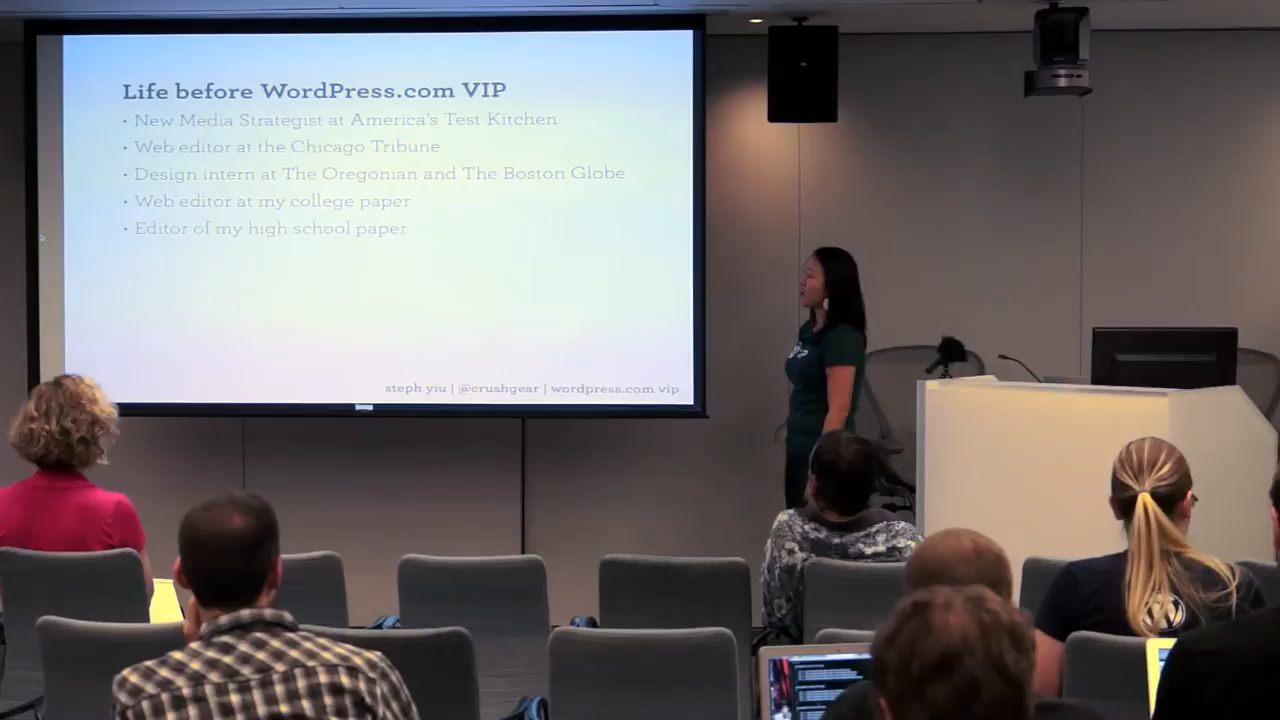 Life before WordPress.com VIP
• New Media Strategist at America's Test Kitchen
• Web editor at the Chicago Tribune
• Design intern at The Oregonian and The Boston Globe
• Web editor at my college paper
• Editor of my high school paper
steph yiu | @crushgear | wordpress.com vip